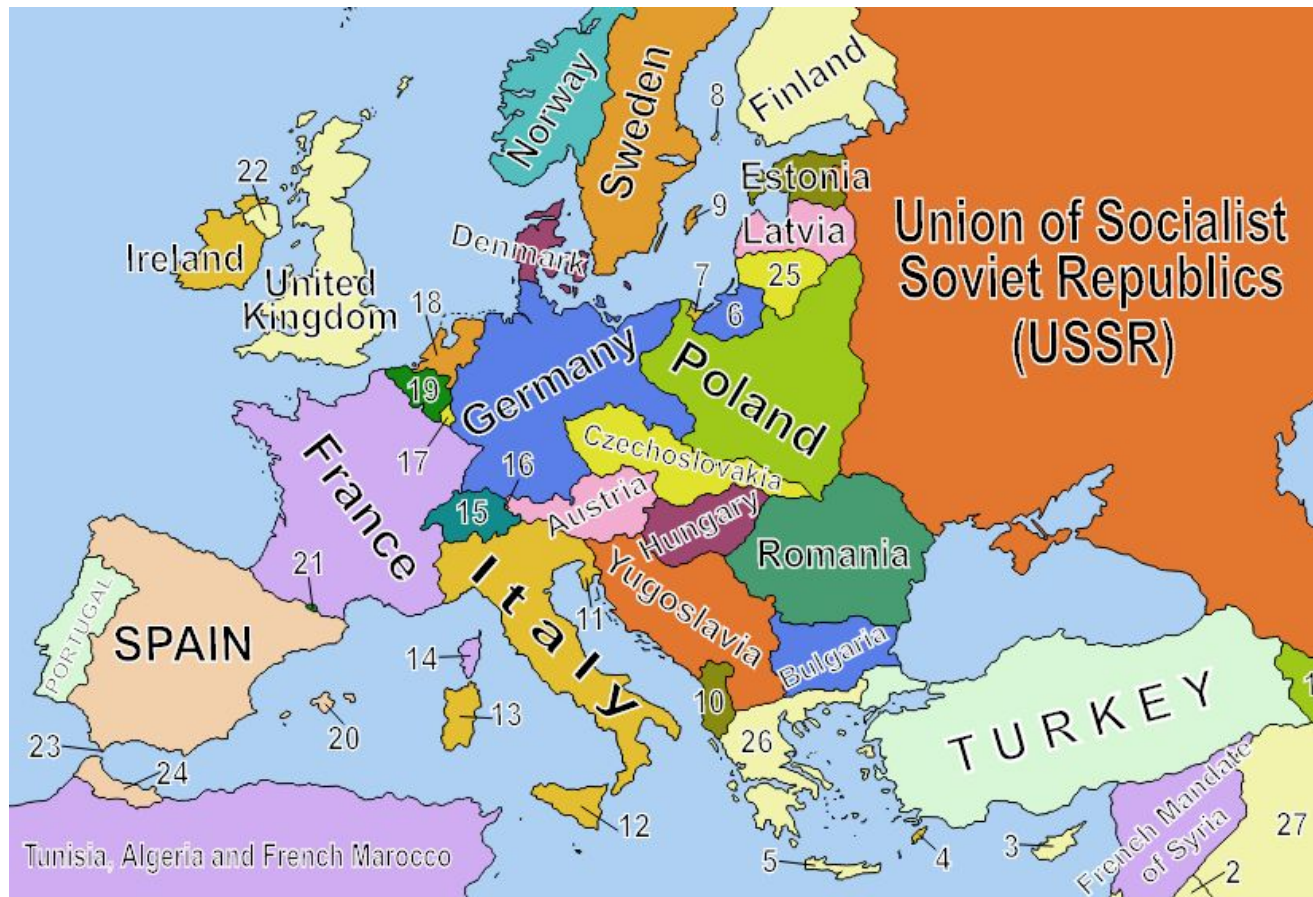 Norway
Sweden
Finland
8
22
Estonia
9
Ireland
Denmark
Latvia
Union of Socialist
Soviet Republics
(USSR)
United
Kingdom
25
7
6
18
Germany
Poland
19
17
16
Czechoslovakia
France
15
Austria
Hungary
Romania
21
Italy
Yugoslavia
11
PORTUGAL
SPAIN
14
Bulgaria
10
13
20
26
TURKEY
1
23
24
12
5
4
3
French Mandate
of Syria
27
2
Tunisia, Algeria and French Marocco